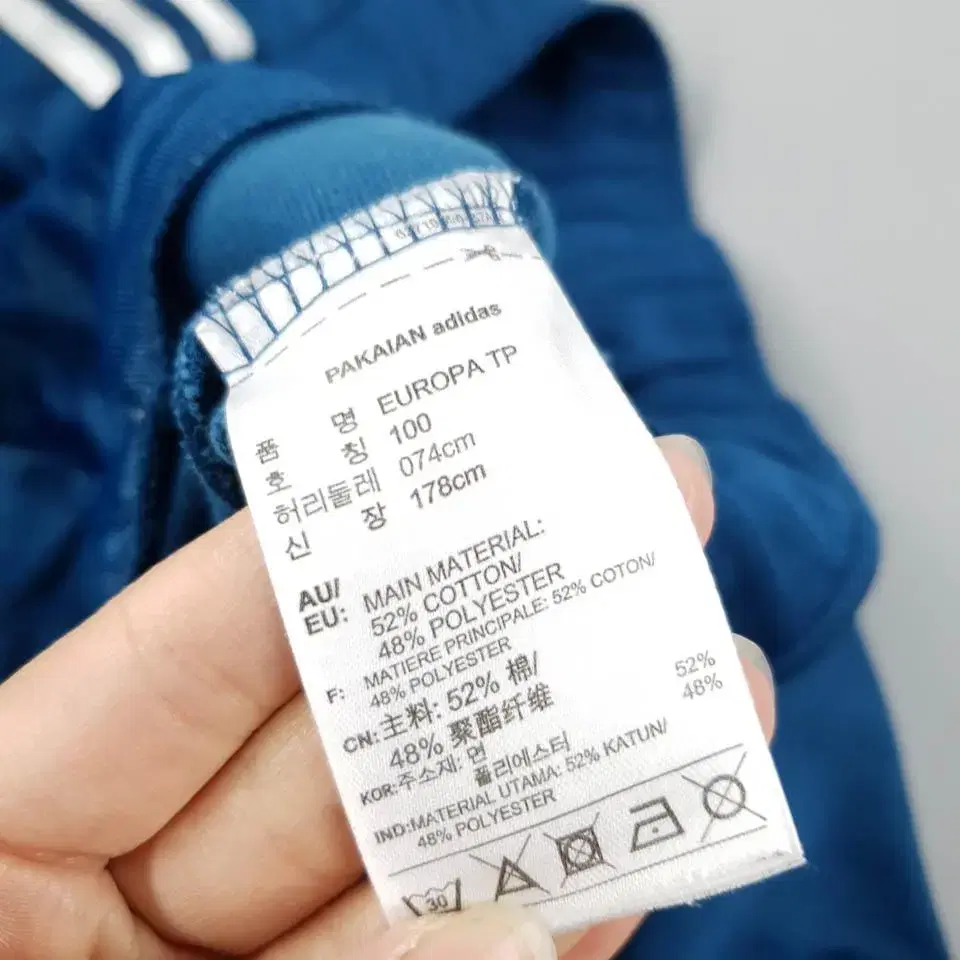 PAKAIAN adidas
품 명 EUROPA TP
호 칭 100
허리둘레 074cm
신 장 178cm
AU/ MAIN MATERIAL:
EU: 52% COTTON/
48% POLYESTER
F: MATIERE PRINCIPALE: 52% COTON/
48% POLYESTER
CN: 主料: 52% 棉/
48% 聚酯纤维
KOR: 주소재: 면 52%
폴리에스터 48%
IND: MATERIAL UTAMA: 52% KATUN/
48% POLYESTER
30